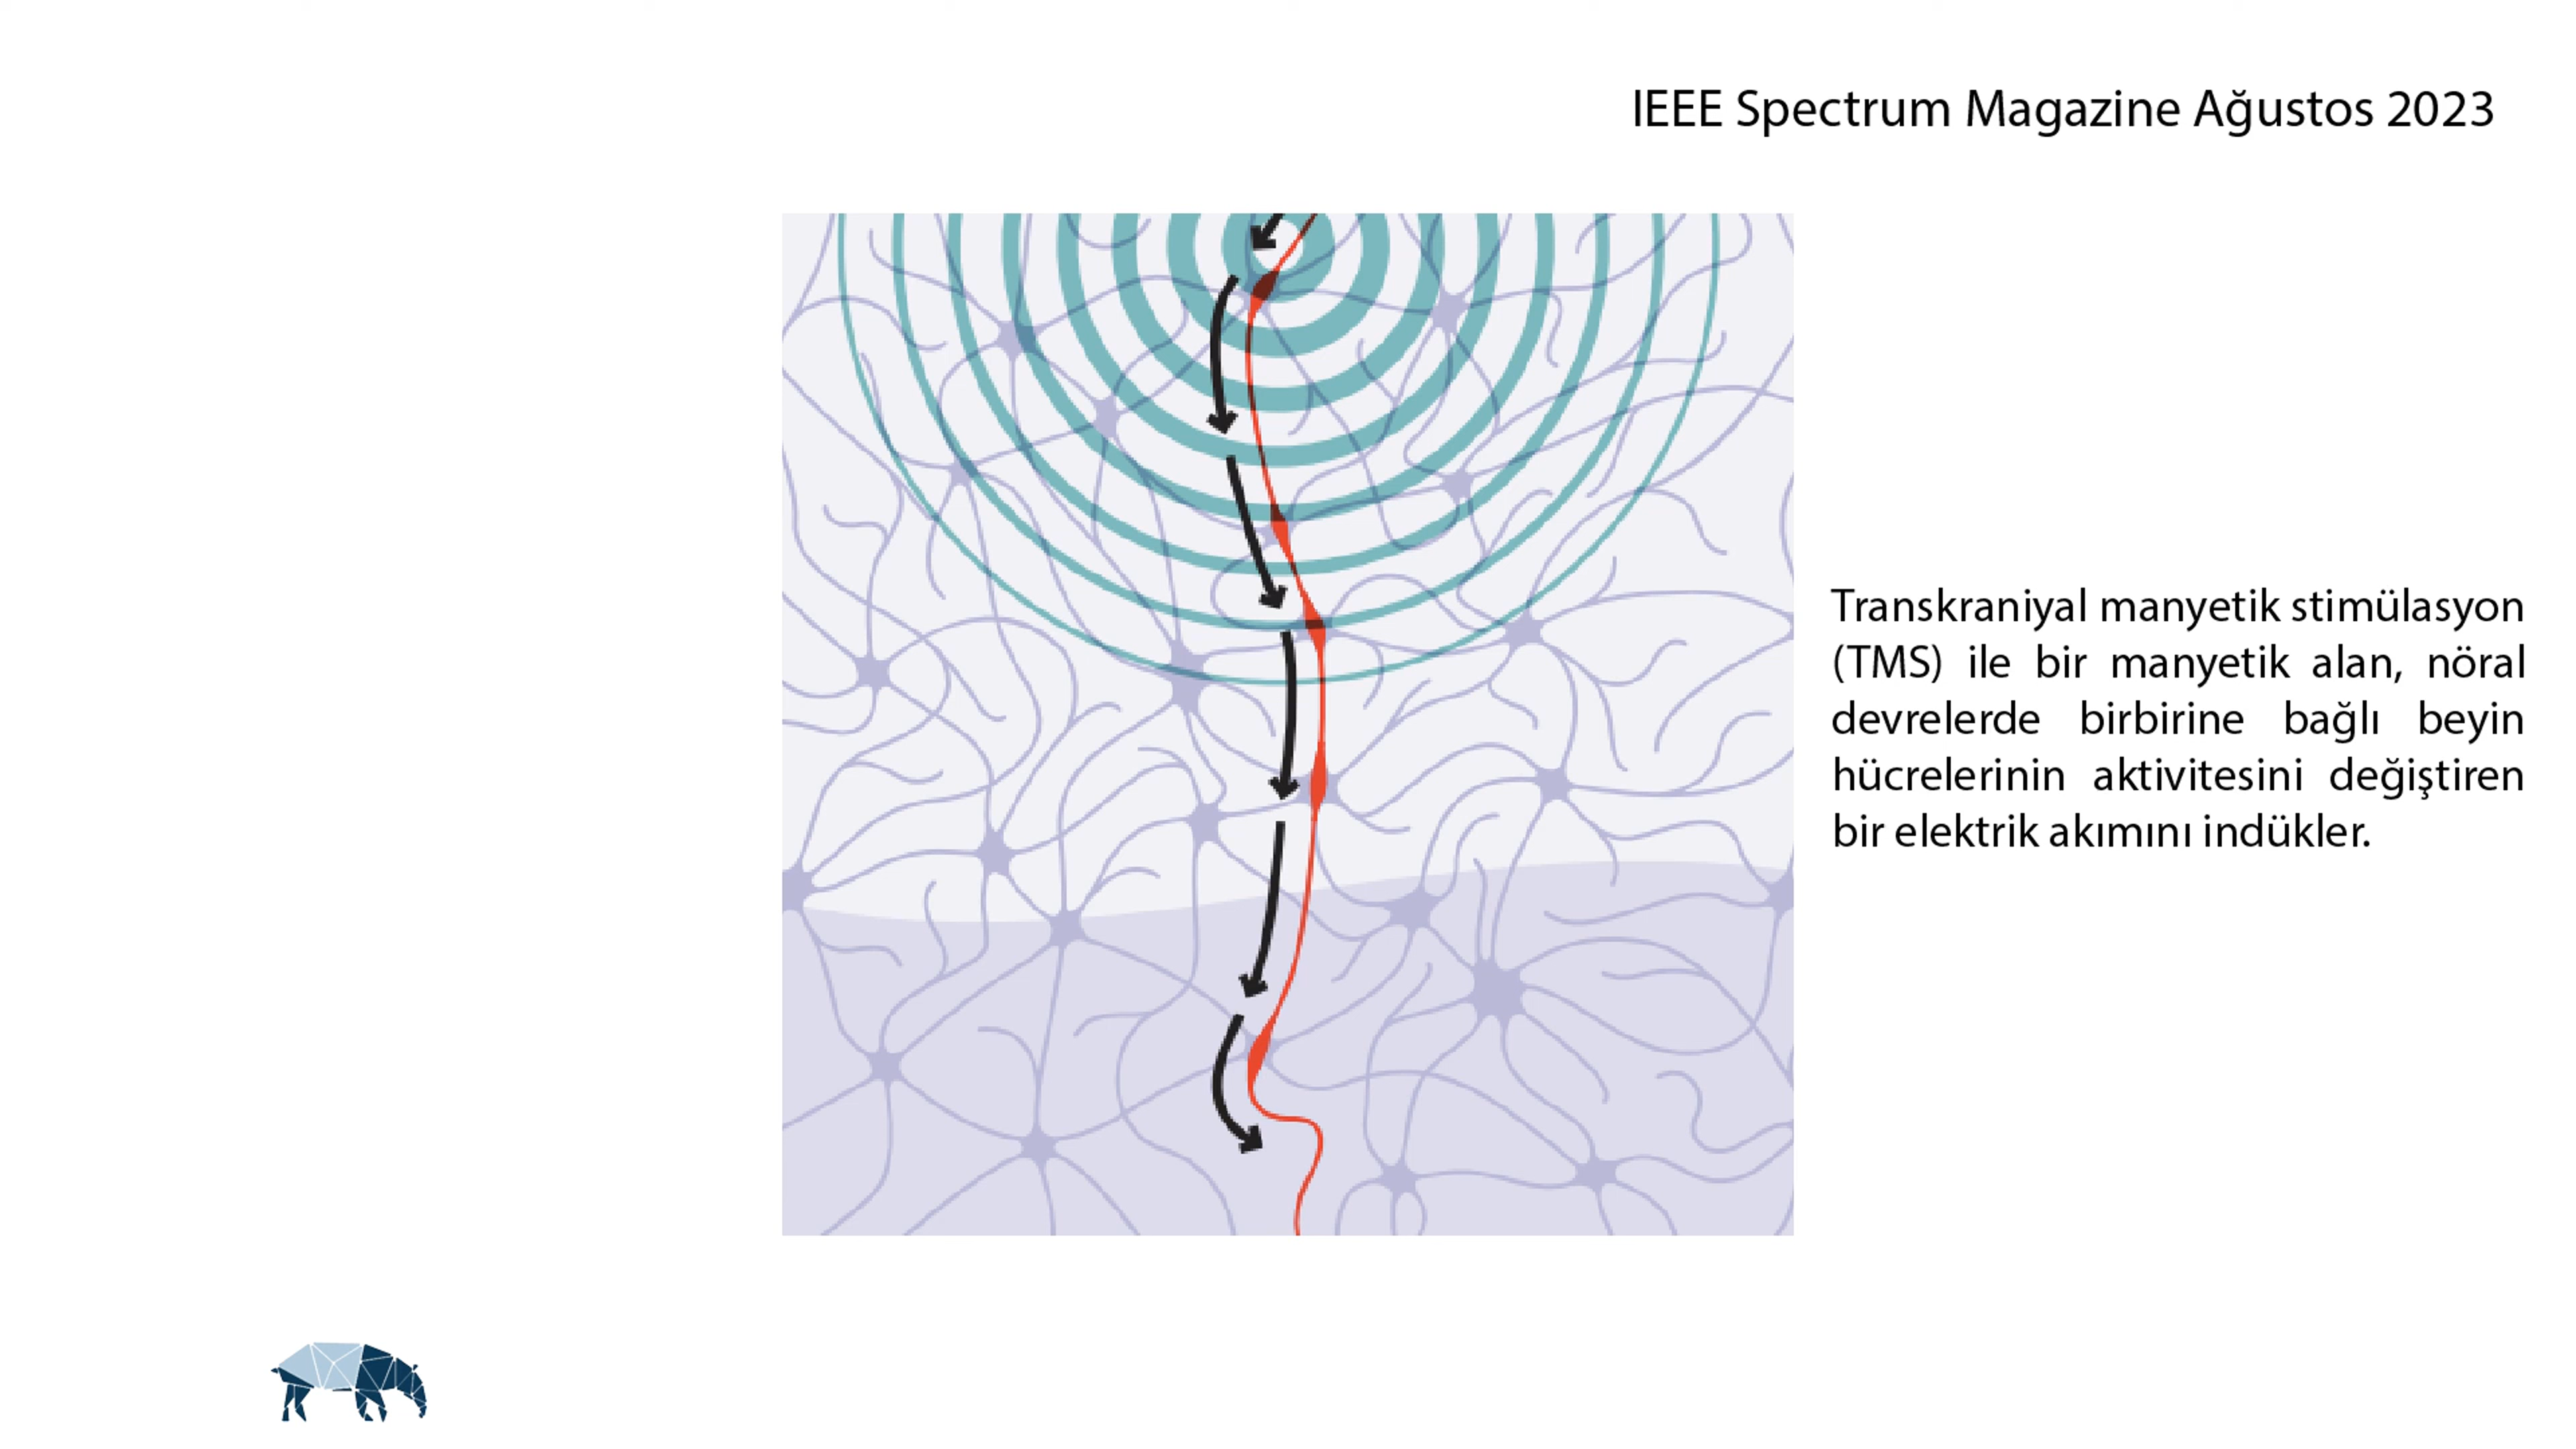 IEEE Spectrum Magazine Ağustos 2023
Transkraniyal manyetik stimülasyon
(TMS) ile bir manyetik alan, nöral
devrelerde birbirine bağlı beyin
hücrelerinin aktivitesini değiştiren
bir elektrik akımını indükler.